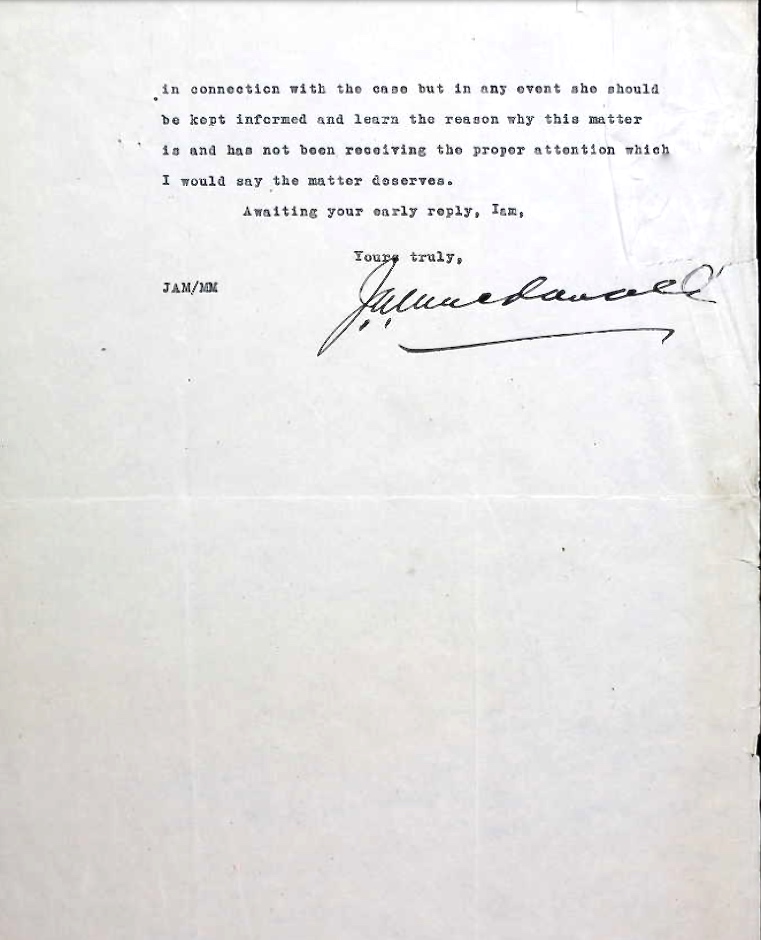 in connection with the case but in any event she should
be kept informed and learn the reason why this matter
is and has not been receiving the proper attention which
I would say the matter deserves.
Awaiting your early reply, Iam,
Yours truly,
JAM/MM